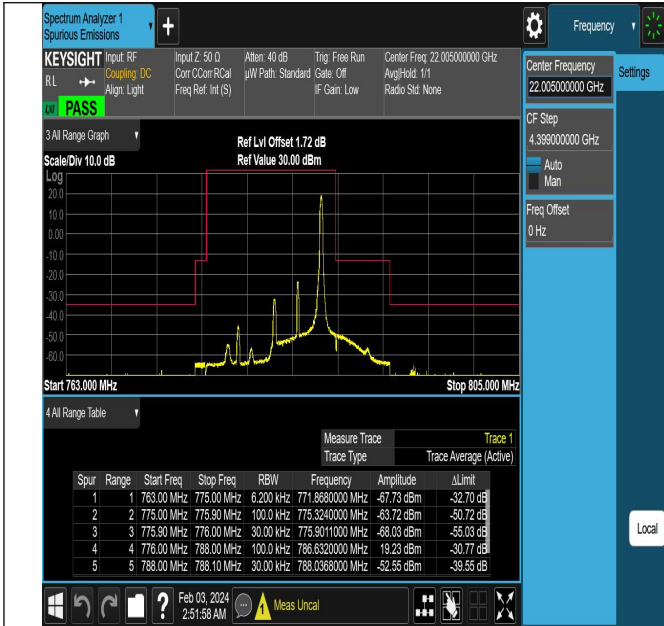 Spectrum Analyzer 1
Spurious Emissions
Frequency
KEYSIGHT
RL
LXI PASS
Input: RF
Coupling: DC
Align: Light
Input Z: 50 Ω
Corr CCorr RCal
Freq Ref: Int (S)
Atten: 40 dB
µW Path: Standard
Trig: Free Run
Gate: Off
IF Gain: Low
Center Freq: 22.005000000 GHz
Avg|Hold: 1/1
Radio Std: None
Center Frequency
22.005000000 GHz
Settings
CF Step
4.399000000 GHz
Auto
Man
Freq Offset
0 Hz
3 All Range Graph
Scale/Div 10.0 dB
Ref Lvl Offset 1.72 dB
Ref Value 30.00 dBm
Log
20.0
10.0
0.00
-10.0
-20.0
-30.0
-40.0
-50.0
-60.0
Start 763.000 MHz Stop 805.000 MHz
4 All Range Table
Measure Trace Trace 1
Trace Type Trace Average (Active)
Spur Range Start Freq Stop Freq RBW Frequency Amplitude ΔLimit
1 1 763.00 MHz 775.00 MHz 6.200 kHz 771.8680000 MHz -67.73 dBm -32.70 dB
2 2 775.00 MHz 775.90 MHz 100.0 kHz 775.3240000 MHz -63.72 dBm -50.72 dB
3 3 775.90 MHz 776.00 MHz 30.00 kHz 775.9011000 MHz -68.03 dBm -55.03 dB
4 4 776.00 MHz 788.00 MHz 100.0 kHz 786.6320000 MHz 19.23 dBm -30.77 dB
5 5 788.00 MHz 788.10 MHz 30.00 kHz 788.0368000 MHz -52.55 dBm -39.55 dB
Local
Feb 03, 2024
2:51:58 AM
Meas Uncal